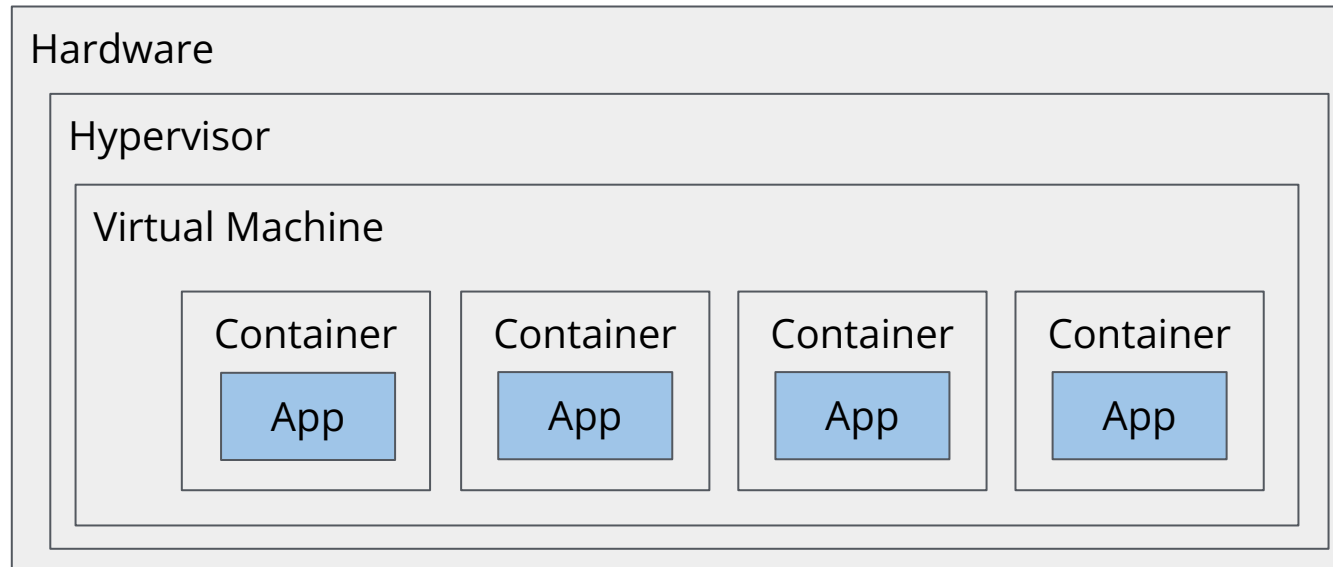 Hardware
Hypervisor
Virtual Machine
Container Container Container Container
App App App App